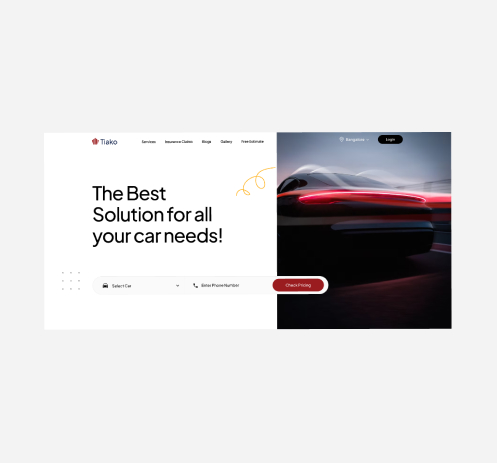 Tiako
Services Insurance Claims Blogs Gallery Free Estimate
Bangalore
Login
The Best
Solution for all
your car needs!
Select Car
Enter Phone Number
Check Pricing